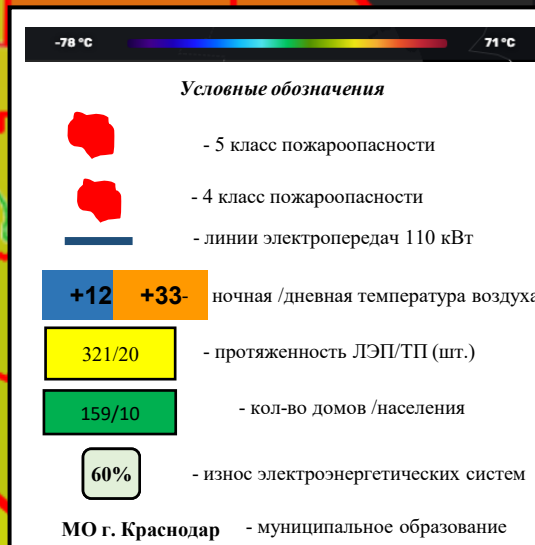 -78 °C 71°C
Условные обозначения
- 5 класс пожароопасности
- 4 класс пожароопасности
- линии электропередач 110 кВт
+12 +33- ночная /дневная температура воздуха
321/20 - протяженность ЛЭП/ТП (шт.)
159/10 - кол-во домов /населения
60% - износ электроэнергетических систем
МО г. Краснодар - муниципальное образование